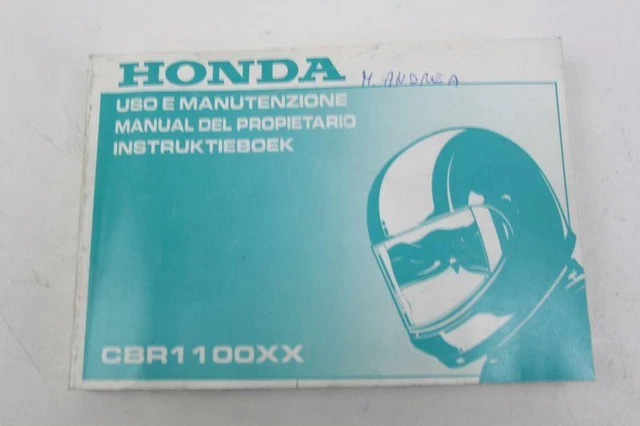 HONDA
M. ANDREA
USO E MANUTENZIONE
MANUAL DEL PROPIETARIO
INSTRUKTIEBOEK
CBR1100XX